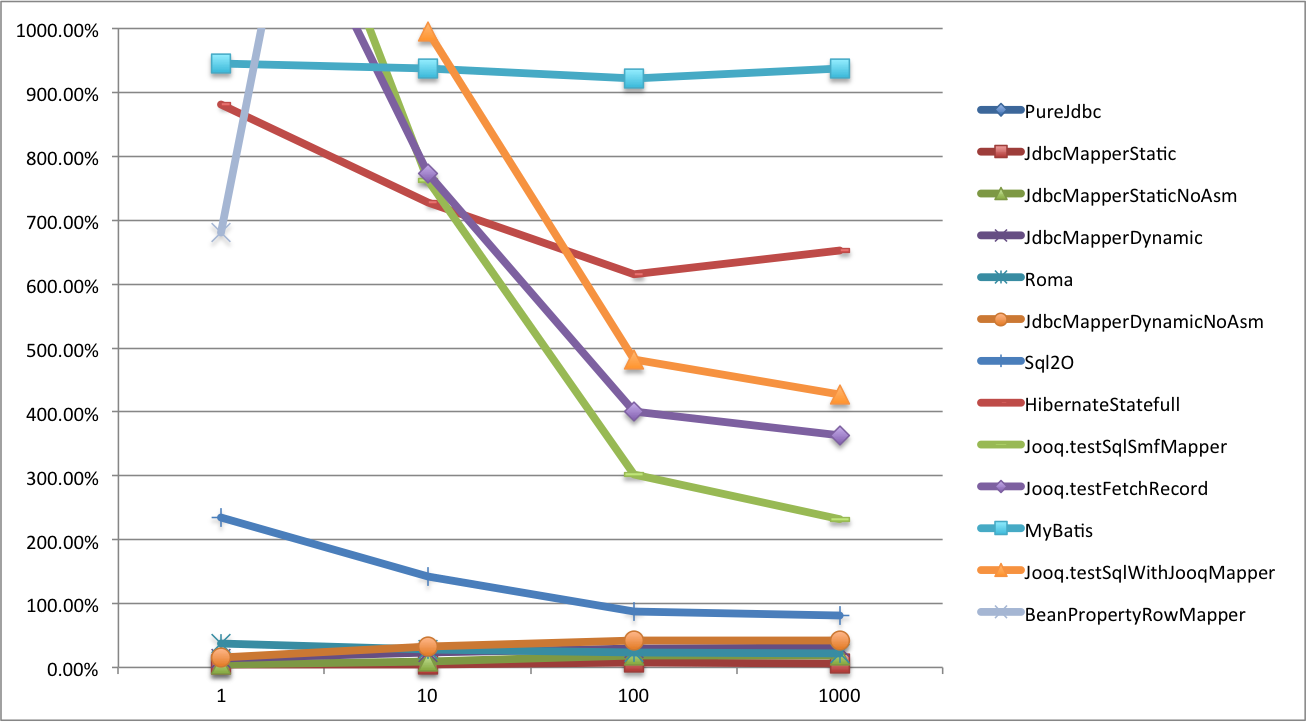 1000.00%
900.00%
800.00%
700.00%
600.00%
500.00%
400.00%
300.00%
200.00%
100.00%
0.00%
1
10
100
1000
PureJdbc
JdbcMapperStatic
JdbcMapperStaticNoAsm
JdbcMapperDynamic
Roma
JdbcMapperDynamicNoAsm
Sql2O
HibernateStatefull
Jooq.testSqlSmfMapper
Jooq.testFetchRecord
MyBatis
Jooq.testSqlWithJooqMapper
BeanPropertyRowMapper